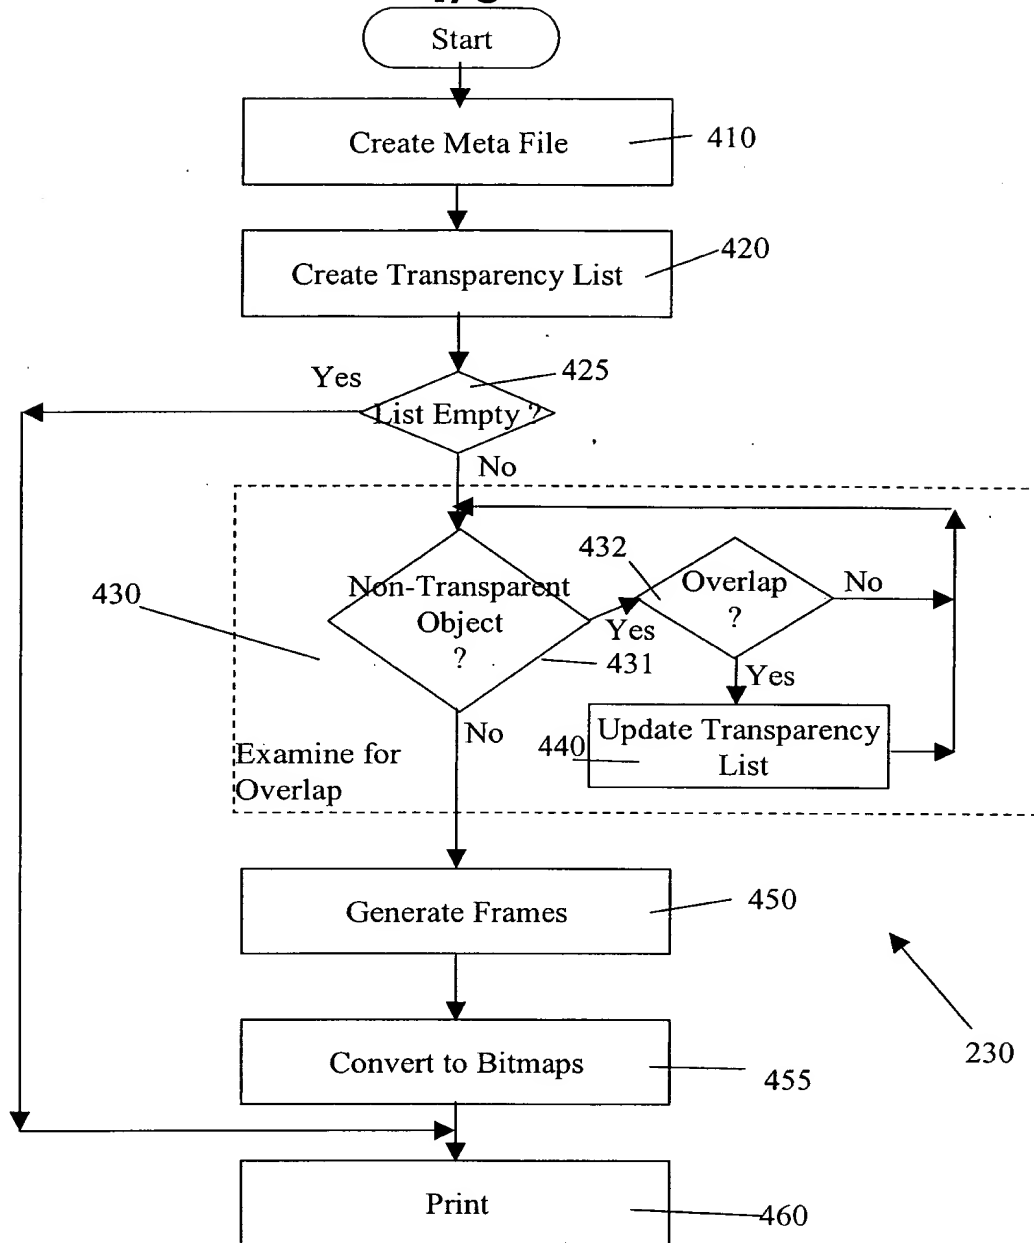 Start
Create Meta File
410
Create Transparency List
420
Yes
425
List Empty ?
No
430
432
Non-Transparent
Object
?
Overlap
?
No
Yes
431
Yes
No
440
Update Transparency
List
Examine for
Overlap
Generate Frames
450
Convert to Bitmaps
455
230
Print
460